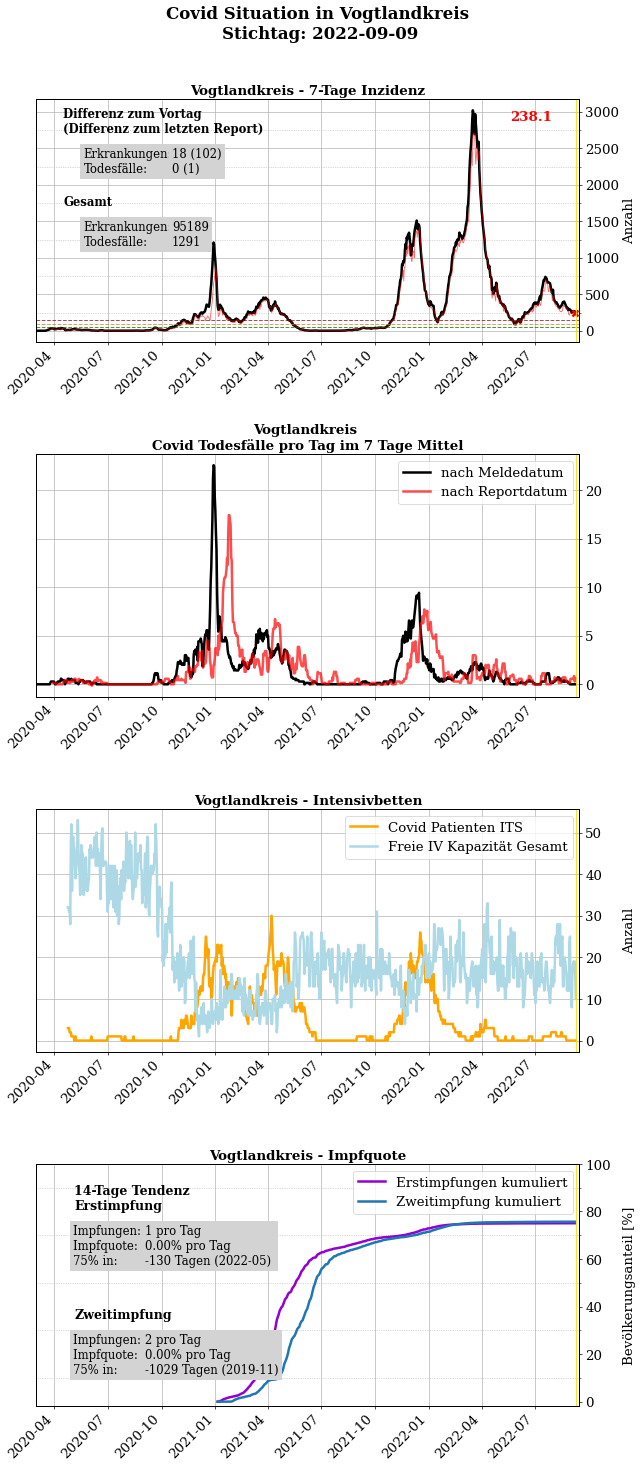 Covid Situation in Vogtlandkreis
Stichtag: 2022-09-09
Vogtlandkreis - 7-Tage Inzidenz
Differenz zum Vortag
(Differenz zum letzten Report)
Erkrankungen 18 (102)
Todesfälle: 0 (1)
Gesamt
Erkrankungen 95189
Todesfälle: 1291
238.1
3000
2500
2000
1500
1000
500
0
Anzahl
2020-04 2020-07 2020-10 2021-01 2021-04 2021-07 2021-10 2022-01 2022-04 2022-07
Vogtlandkreis
Covid Todesfälle pro Tag im 7 Tage Mittel
nach Meldedatum
nach Reportdatum
20
15
10
5
0
2020-04 2020-07 2020-10 2021-01 2021-04 2021-07 2021-10 2022-01 2022-04 2022-07
Vogtlandkreis - Intensivbetten
Covid Patienten ITS
Freie IV Kapazität Gesamt
50
40
30
20
10
0
Anzahl
2020-04 2020-07 2020-10 2021-01 2021-04 2021-07 2021-10 2022-01 2022-04 2022-07
Vogtlandkreis - Impfquote
14-Tage Tendenz
Erstimpfung
Impfungen: 1 pro Tag
Impfquote: 0.00% pro Tag
75% in: -130 Tagen (2022-05)
Zweitimpfung
Impfungen: 2 pro Tag
Impfquote: 0.00% pro Tag
75% in: -1029 Tagen (2019-11)
Erstimpfungen kumuliert
Zweitimpfung kumuliert
100
80
60
40
20
0
Bevölkerungsanteil [%]
2020-04 2020-07 2020-10 2021-01 2021-04 2021-07 2021-10 2022-01 2022-04 2022-07